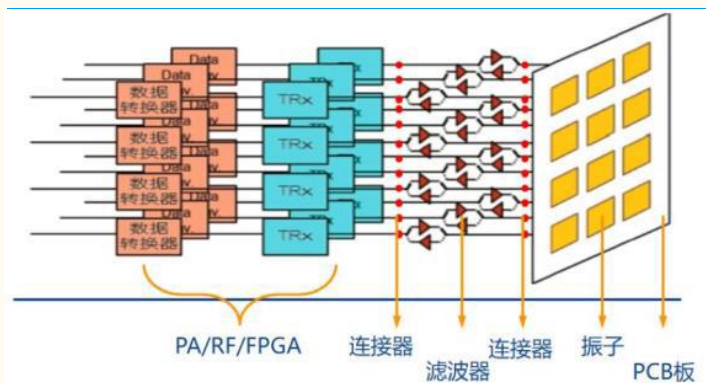 Data
Data
数据
转换器
TRx
数据
转换器
TRx
数据
转换器
TRx
数据
转换器
TRx
PA/RF/FPGA
连接器
滤波器
连接器
振子
PCB板